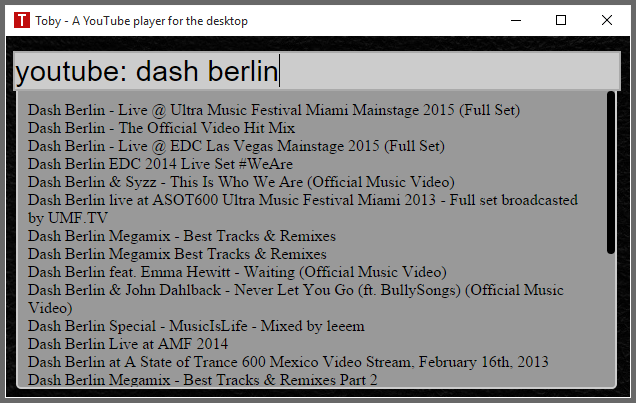 T Toby - A YouTube player for the desktop
youtube: dash berlin
Dash Berlin - Live @ Ultra Music Festival Miami Mainstage 2015 (Full Set)
Dash Berlin - The Official Video Hit Mix
Dash Berlin - Live @ EDC Las Vegas Mainstage 2015 (Full Set)
Dash Berlin EDC 2014 Live Set #WeAre
Dash Berlin & Syzz - This Is Who We Are (Official Music Video)
Dash Berlin live at ASOT600 Ultra Music Festival Miami 2013 - Full set broadcasted
by UMF.TV
Dash Berlin Megamix - Best Tracks & Remixes
Dash Berlin Megamix Best Tracks & Remixes
Dash Berlin feat. Emma Hewitt - Waiting (Official Music Video)
Dash Berlin & John Dahlback - Never Let You Go (ft. BullySongs) (Official Music
Video)
Dash Berlin Special - MusicIsLife - Mixed by leeem
Dash Berlin Live at AMF 2014
Dash Berlin at A State of Trance 600 Mexico Video Stream, February 16th, 2013
Dash Berlin Megamix - Best Tracks & Remixes Part 2